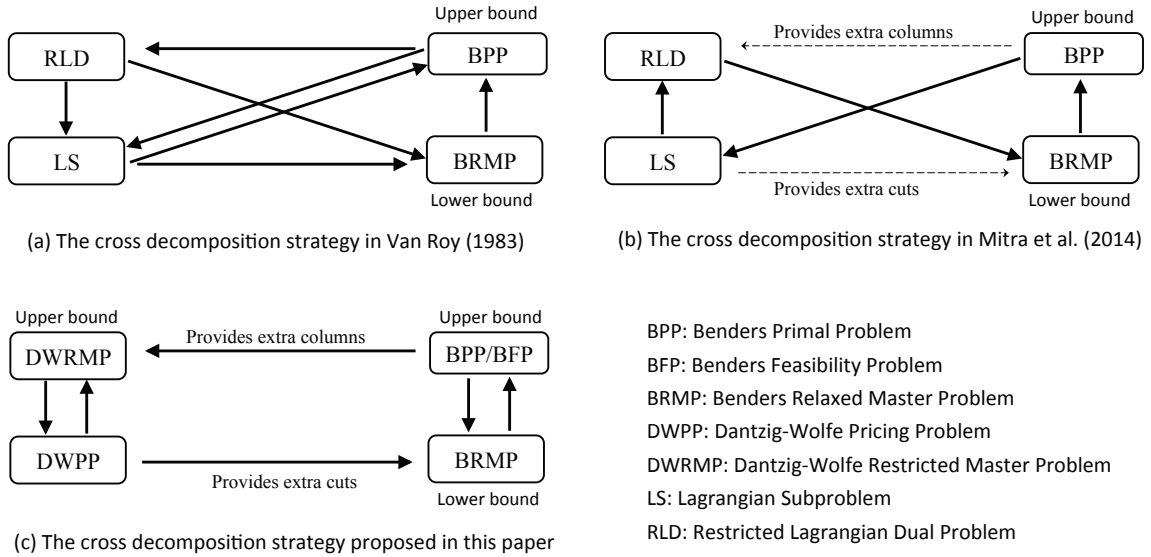 Upper bound
RLD
BPP
LS
BRMP
Lower bound
(a) The cross decomposition strategy in Van Roy (1983)
Upper bound
Provides extra columns
RLD
BPP
LS
BRMP
Provides extra cuts
Lower bound
(b) The cross decomposition strategy in Mitra et al. (2014)
Upper bound
Upper bound
Provides extra columns
DWRMP
BPP/BFP
DWPP
BRMP
Provides extra cuts
Lower bound
(c) The cross decomposition strategy proposed in this paper
BPP: Benders Primal Problem
BFP: Benders Feasibility Problem
BRMP: Benders Relaxed Master Problem
DWPP: Dantzig-Wolfe Pricing Problem
DWRMP: Dantzig-Wolfe Restricted Master Problem
LS: Lagrangian Subproblem
RLD: Restricted Lagrangian Dual Problem